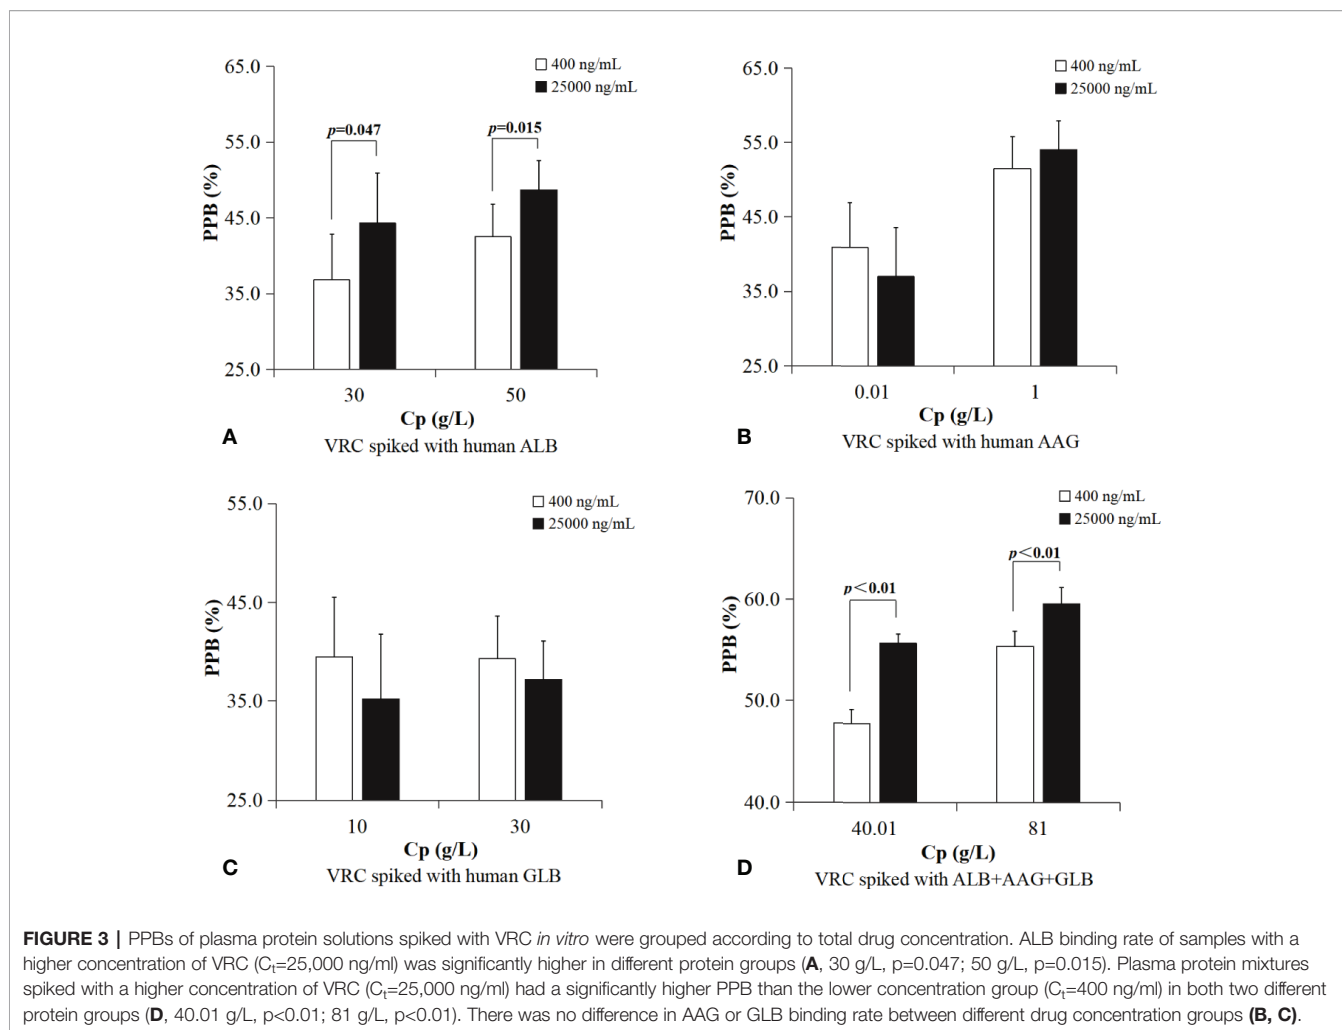 65.0
55.0
45.0
35.0
25.0
PPB (%)
400 ng/mL
25000 ng/mL
p=0.047
p=0.015
30 50
Cp (g/L)
A
VRC spiked with human ALB
65.0
55.0
45.0
35.0
25.0
PPB (%)
400 ng/mL
25000 ng/mL
0.01 1
Cp (g/L)
B
VRC spiked with human AAG
55.0
45.0
35.0
25.0
PPB (%)
400 ng/mL
25000 ng/mL
10 30
Cp (g/L)
C
VRC spiked with human GLB
70.0
60.0
50.0
40.0
PPB (%)
400 ng/mL
25000 ng/mL
p<0.01
p<0.01
40.01 81
Cp (g/L)
D
VRC spiked with ALB+AAG+GLB
FIGURE 3 | PPBs of plasma protein solutions spiked with VRC in vitro were grouped according to total drug concentration. ALB binding rate of samples with a
higher concentration of VRC (Cₜ=25,000 ng/ml) was significantly higher in different protein groups (A, 30 g/L, p=0.047; 50 g/L, p=0.015). Plasma protein mixtures
spiked with a higher concentration of VRC (Cₜ=25,000 ng/ml) had a significantly higher PPB than the lower concentration group (Cₜ=400 ng/ml) in both two different
protein groups (D, 40.01 g/L, p<0.01; 81 g/L, p<0.01). There was no difference in AAG or GLB binding rate between different drug concentration groups (B, C).